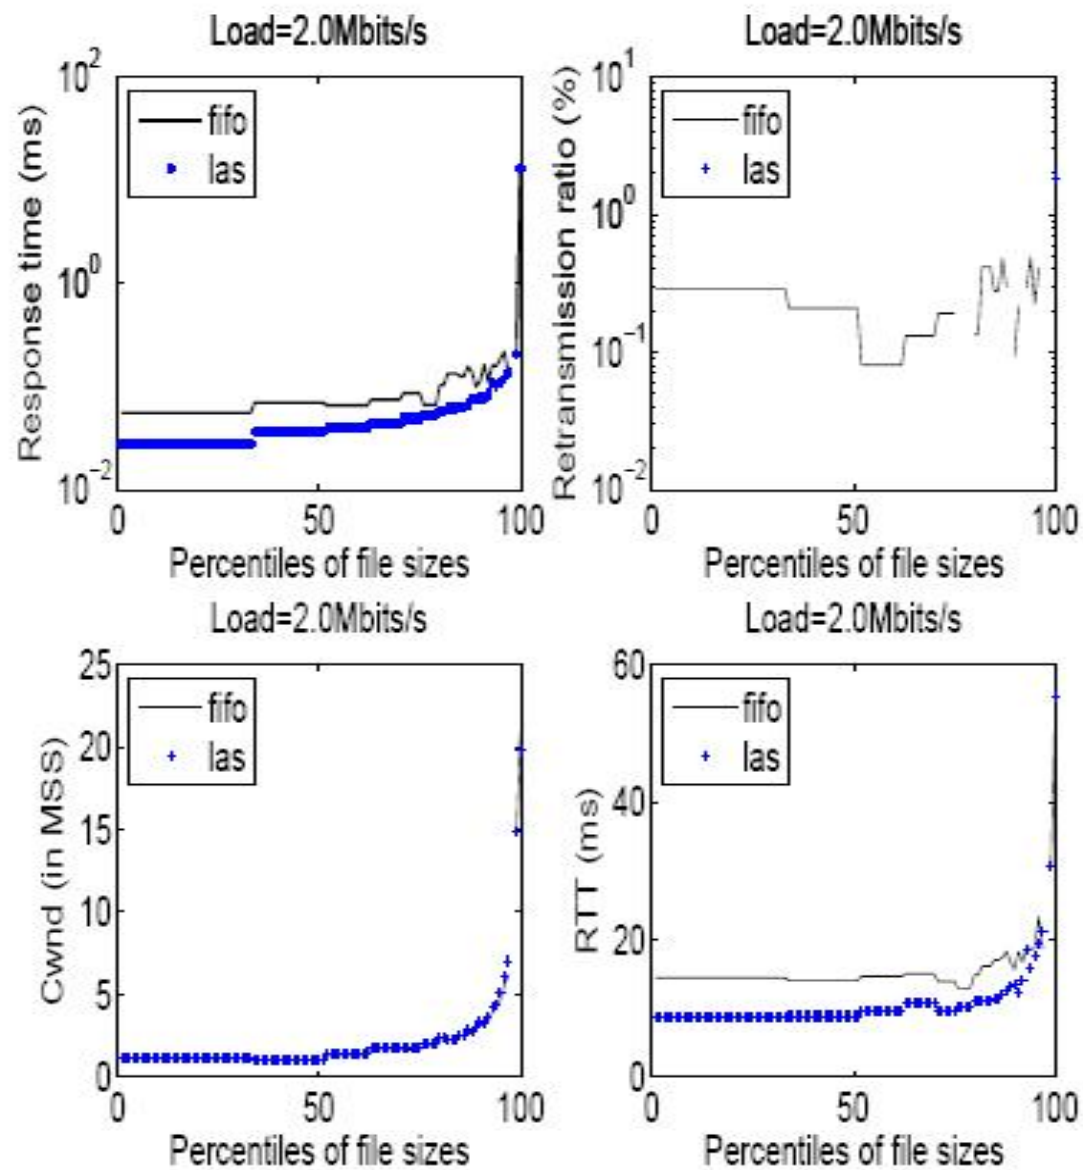 Load=2.0Mbits/s
Response time (ms)
10^2
10^0
10^-2
fifo
las
0 50 100
Percentiles of file sizes
Load=2.0Mbits/s
Retransmission ratio (%)
10^1
10^0
10^-1
10^-2
fifo
las
0 50 100
Percentiles of file sizes
Load=2.0Mbits/s
Cwnd (in MSS)
25
20
15
10
5
0
fifo
las
0 50 100
Percentiles of file sizes
Load=2.0Mbits/s
RTT (ms)
60
40
20
0
fifo
las
0 50 100
Percentiles of file sizes